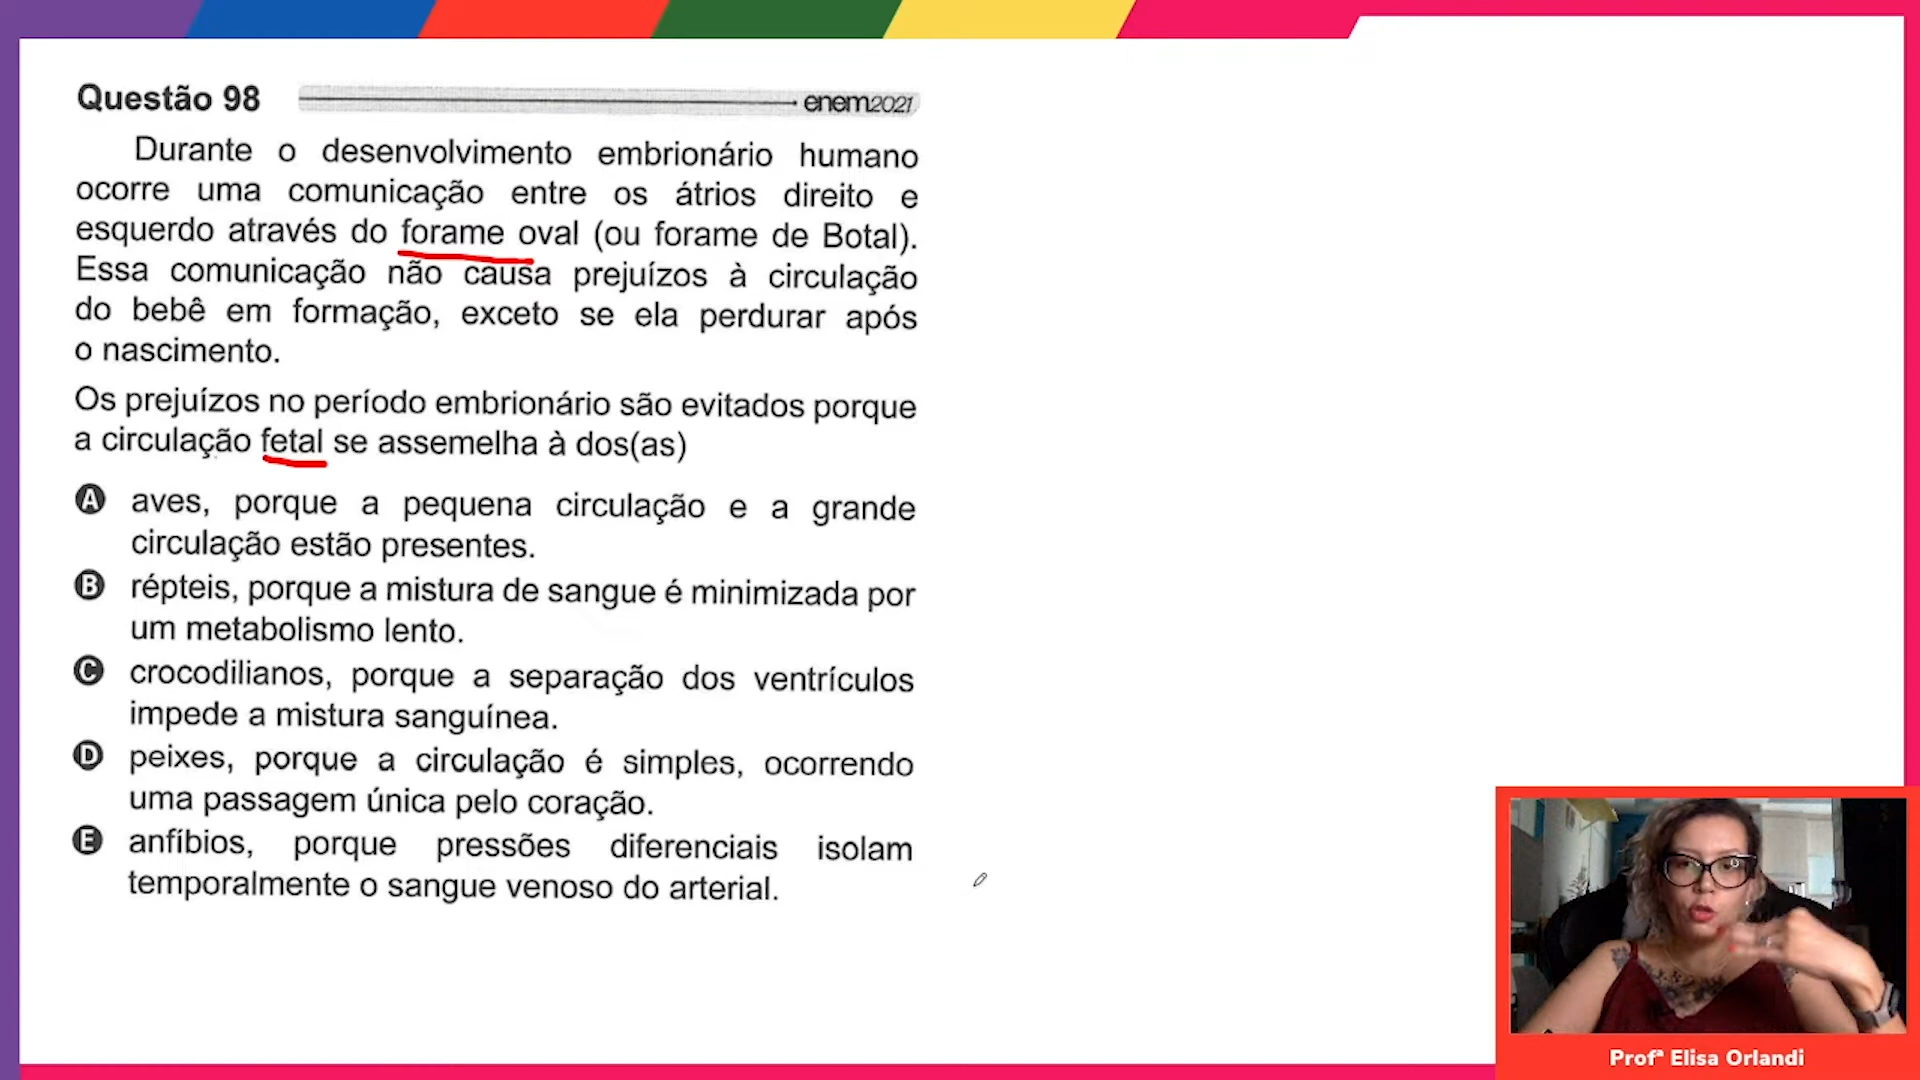 Questão 98
enem2021
Durante o desenvolvimento embrionário humano
ocorre uma comunicação entre os átrios direito e
esquerdo através do forame oval (ou forame de Botal).
Essa comunicação não causa prejuízos à circulação
do bebê em formação, exceto se ela perdurar após
o nascimento.
Os prejuízos no período embrionário são evitados porque
a circulação fetal se assemelha à dos(as)
A aves, porque a pequena circulação e a grande
circulação estão presentes.
B répteis, porque a mistura de sangue é minimizada por
um metabolismo lento.
C crocodilianos, porque a separação dos ventrículos
impede a mistura sanguínea.
D peixes, porque a circulação é simples, ocorrendo
uma passagem única pelo coração.
E anfíbios, porque pressões diferenciais isolam
temporalmente o sangue venoso do arterial.
Profª Elisa Orlandi